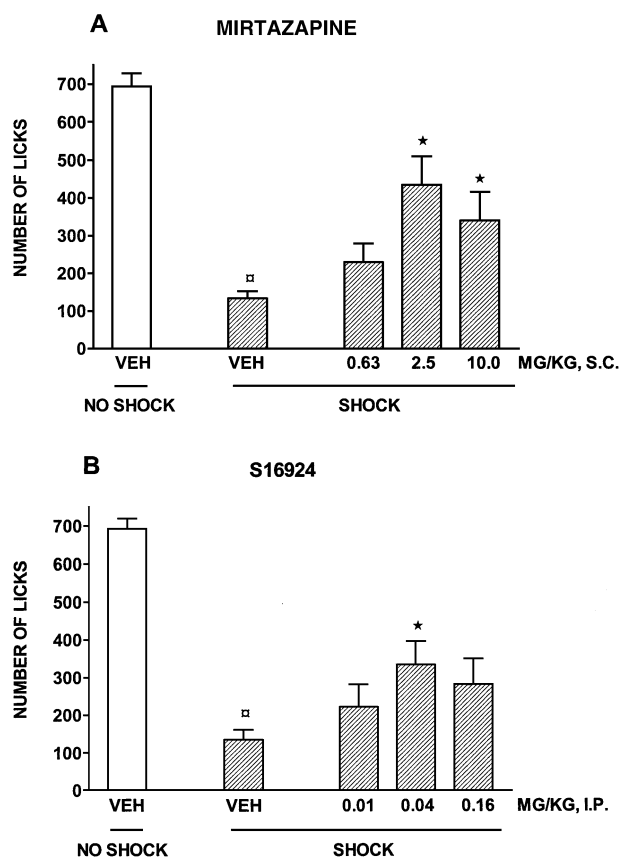 A
MIRTAZAPINE
NUMBER OF LICKS
700
600
500
400
300
200
100
0
¤
★
★
VEH VEH 0.63 2.5 10.0 MG/KG, S.C.
NO SHOCK SHOCK
B
S16924
NUMBER OF LICKS
700
600
500
400
300
200
100
0
¤
★
VEH VEH 0.01 0.04 0.16 MG/KG, I.P.
NO SHOCK SHOCK